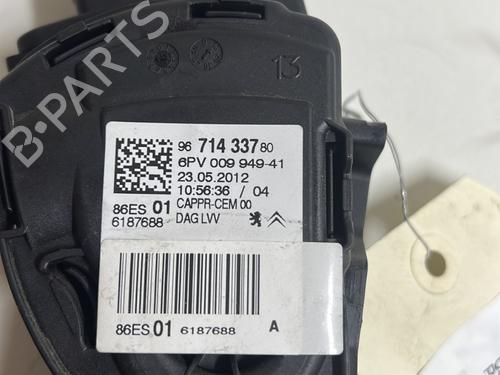 B-PARTS
13
96 714 337 80
6PV 009 949-41
23.05.2012
10:56:36 / 04
86ES 01 CAPPR-CEM 00
6187688 DAG LVV
86ES 01 6187688 A